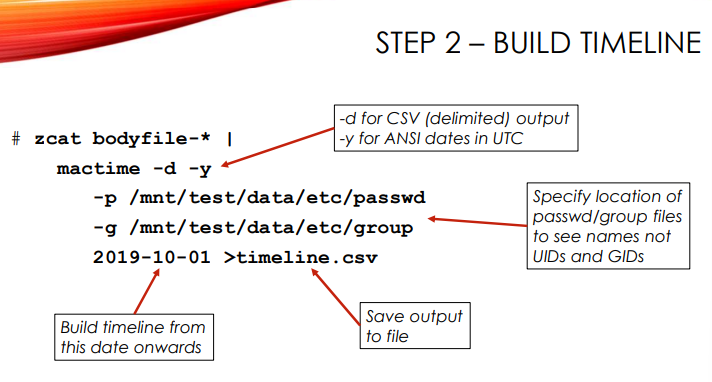 STEP 2 – BUILD TIMELINE
-d for CSV (delimited) output
-y for ANSI dates in UTC
# zcat bodyfile-* |
mactime -d -y
-p /mnt/test/data/etc/passwd
-g /mnt/test/data/etc/group
2019-10-01 >timeline.csv
Specify location of
passwd/group files
to see names not
UIDs and GIDs
Build timeline from
this date onwards
Save output
to file